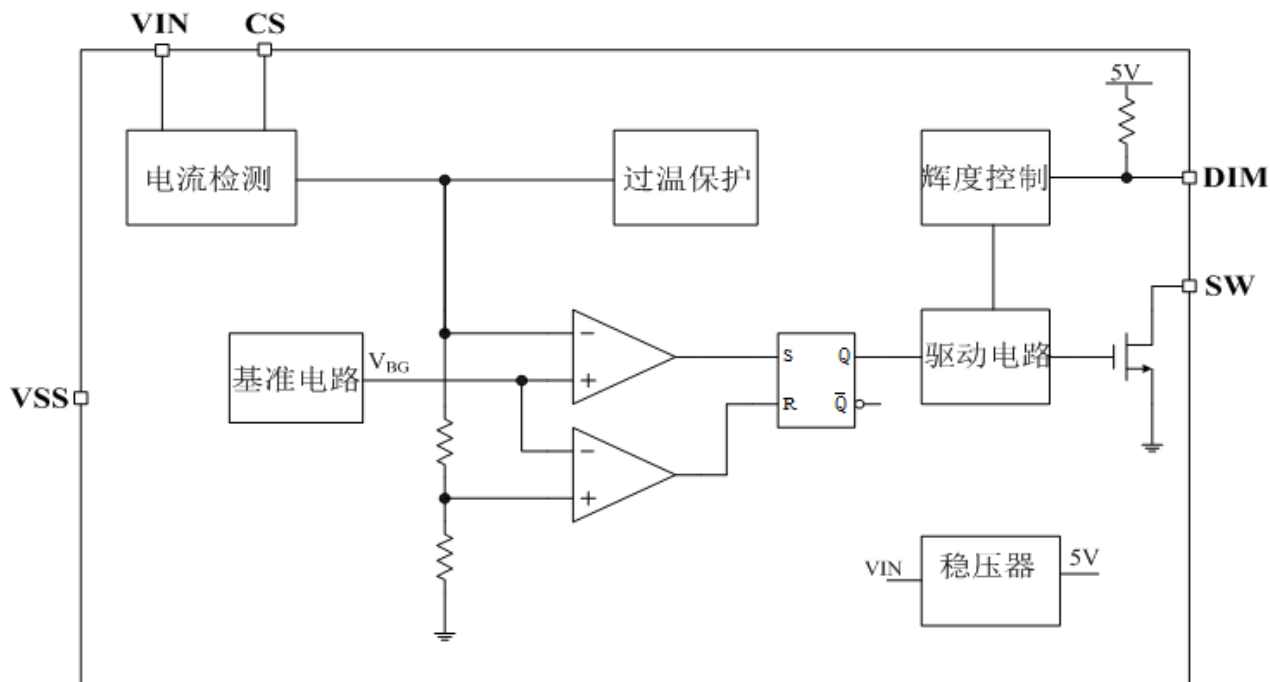 VIN CS
5V
电流检测 过温保护 辉度控制 DIM
SW
基准电路 V_BG − S Q 驱动电路
VSS + R Q̅
−
+
VIN 稳压器 5V